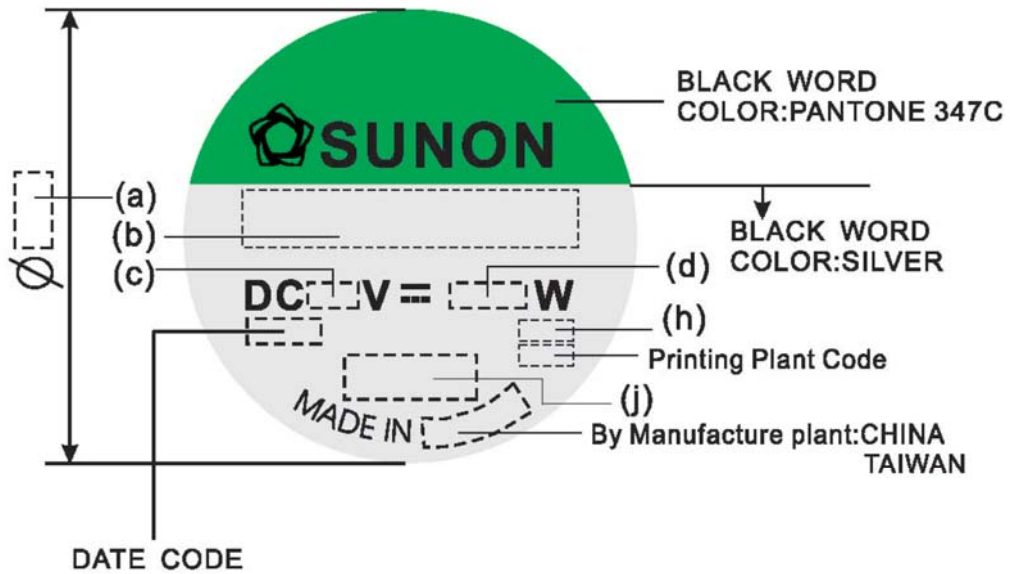 BLACK WORD
COLOR:PANTONE 347C
SUNON
(a)
(b)
BLACK WORD
COLOR:SILVER
Ø
(c)
DC V W
(d)
(h)
Printing Plant Code
(j)
MADE IN
By Manufacture plant:CHINA
TAIWAN
DATE CODE